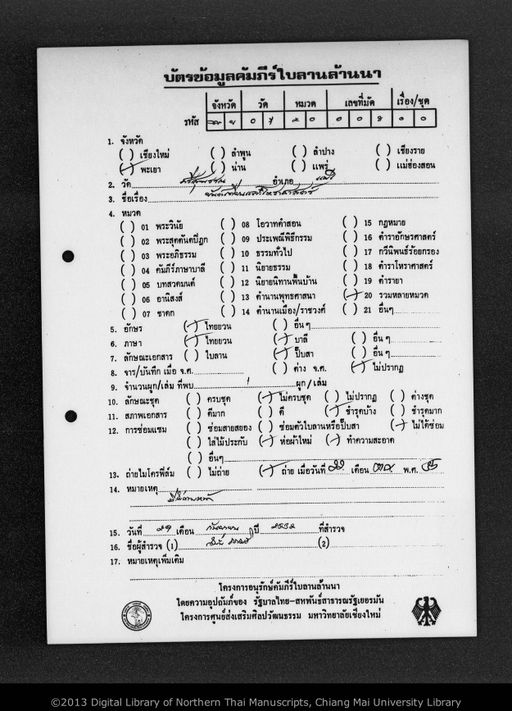 บัตรข้อมูลคัมภีร์ใบลานล้านนา
จังหวัด วัด หมวด เลขที่มัด เรื่อง/ชุด
รหัส
1. จังหวัด
( ) เชียงใหม่ ( ) ลำพูน ( ) ลำปาง ( ) เชียงราย
(/) พะเยา ( ) น่าน ( ) แพร่ ( ) แม่ฮ่องสอน
2. วัด อำเภอ
3. ชื่อเรื่อง
4. หมวด
( ) 01 พระวินัย ( ) 08 โอวาทคำสอน ( ) 15 กฎหมาย
( ) 02 พระสุตตันตปิฎก ( ) 09 ประเพณีพิธีกรรม ( ) 16 ตำราอักษรศาสตร์
( ) 03 พระอภิธรรม ( ) 10 ธรรมทั่วไป ( ) 17 กวีนิพนธ์ร้อยกรอง
( ) 04 คัมภีร์ภาษาบาลี ( ) 11 นิยายธรรม ( ) 18 ตำราโหราศาสตร์
( ) 05 บทสวดมนต์ ( ) 12 นิยายนิทานพื้นบ้าน ( ) 19 ตำรายา
( ) 06 อานิสงส์ ( ) 13 ตำนานพุทธศาสนา (/) 20 รวมหลายหมวด
( ) 07 ชาดก ( ) 14 ตำนานเมือง/ราชวงศ์ ( ) 21 อื่นๆ
5. อักษร (/) ไทยยวน ( ) อื่น ๆ
6. ภาษา (/) ไทยยวน (/) บาลี ( ) อื่น ๆ
7. ลักษณะเอกสาร ( ) ใบลาน (/) ปั๊บสา ( ) อื่น ๆ
8. จาร/บันทึก เมื่อ จ.ศ. ( ) ต่าง จ.ศ. (/) ไม่ปรากฏ
9. จำนวนผูก/เล่ม ที่พบ 1 ผูก/เล่ม
10. ลักษณะชุด ( ) ครบชุด (/) ไม่ครบชุด ( ) ไม่ปรากฏ ( ) ต่างชุด
11. สภาพเอกสาร ( ) ดีมาก ( ) ดี (/) ชำรุดบ้าง ( ) ชำรุดมาก
12. การซ่อมแซม ( ) ซ่อมสายสยอง ( ) ซ่อมตัวใบลานหรือปั๊บสา (/) ไม่ได้ซ่อม
( ) ใส่ไม้ประกับ (/) ห่อผ้าใหม่ (/) ทำความสะอาด
( ) อื่นๆ
13. ถ่ายไมโครฟิล์ม ( ) ไม่ถ่าย (/) ถ่าย เมื่อวันที่ เดือน พ.ศ. 35
14. หมายเหตุ
15. วันที่ 29 เดือน ปี 2532 ที่สำรวจ
16. ชื่อผู้สำรวจ (1) (2)
17. หมายเหตุเพิ่มเติม
โครงการอนุรักษ์คัมภีร์ใบลานล้านนา
โดยความอุปถัมภ์ของ รัฐบาลไทย-สหพันธ์สาธารณรัฐเยอรมัน
โครงการศูนย์ส่งเสริมศิลปวัฒนธรรม มหาวิทยาลัยเชียงใหม่
©2013 Digital Library of Northern Thai Manuscripts, Chiang Mai University Library